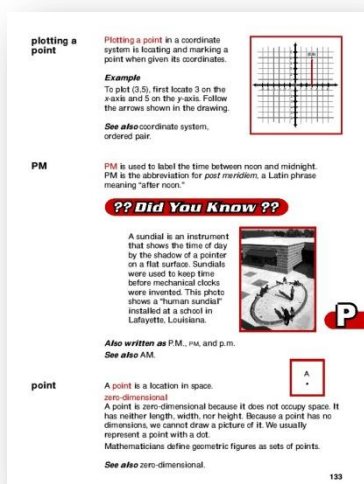 plotting a
point
Plotting a point in a coordinate
system is locating and marking a
point when given its coordinates.
Example
To plot (3,5), first locate 3 on the
x-axis and 5 on the y-axis. Follow
the arrows shown in the drawing.
See also coordinate system,
ordered pair.
PM
PM is used to label the time between noon and midnight.
PM is the abbreviation for post meridiem, a Latin phrase
meaning "after noon."
?? Did You Know ??
A sundial is an instrument
that shows the time of day
by the shadow of a pointer
on a flat surface. Sundials
were used to keep time
before mechanical clocks
were invented. This photo
shows a "human sundial"
installed at a school in
Lafayette, Louisiana.
P
Also written as P.M., PM, and p.m.
See also AM.
point
A point is a location in space.
A
zero-dimensional
A point is zero-dimensional because it does not occupy space. It
has neither length, width, nor height. Because a point has no
dimensions, we cannot draw a picture of it. We usually
represent a point with a dot.
Mathematicians define geometric figures as sets of points.
See also zero-dimensional.
133